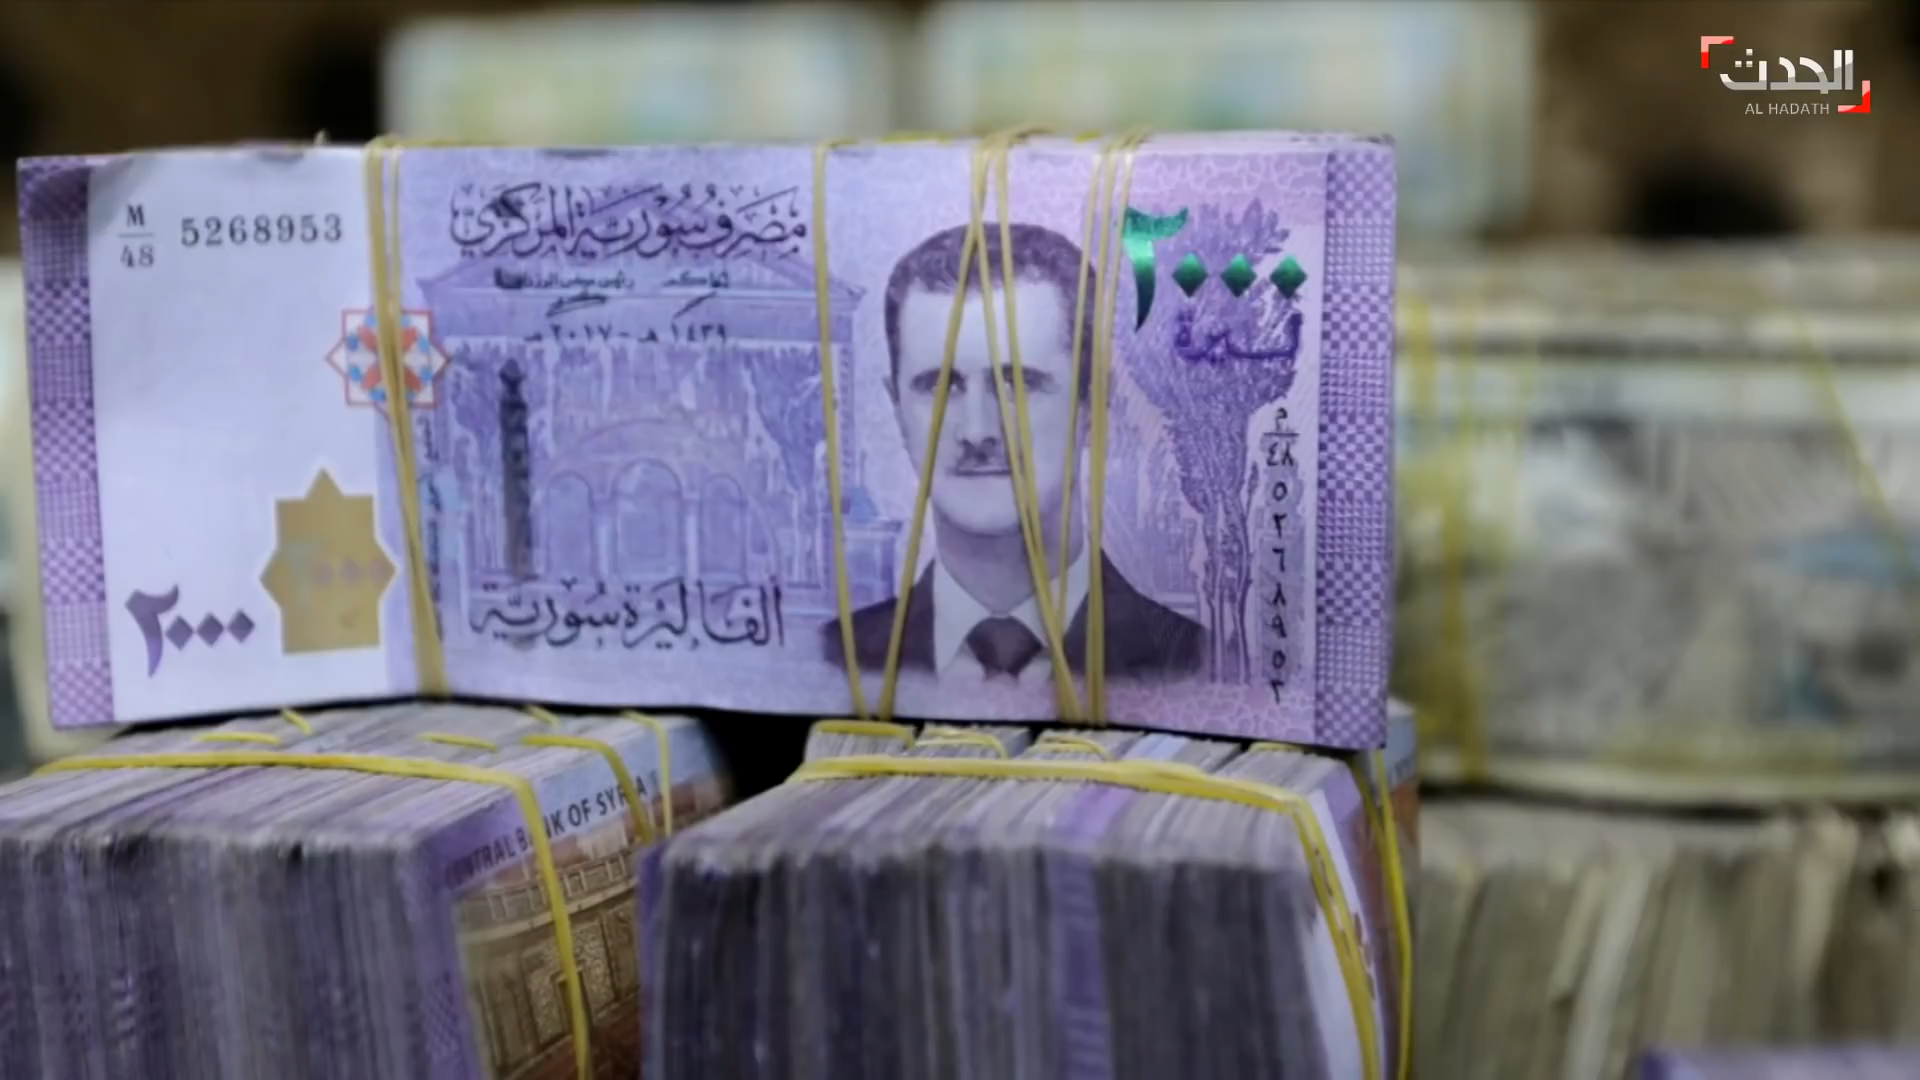 الحدث
AL HADATH
M
48
5268953
مصرف سورية المركزي
١٤٣٩ هـ - ٢٠١٧ مـ
٢٠٠٠
ليرة
م
٤٨
٥٢٦٨٩٥٣
٢٠٠٠
ألفا ليرة سورية
CENTRAL BANK OF SYRIA